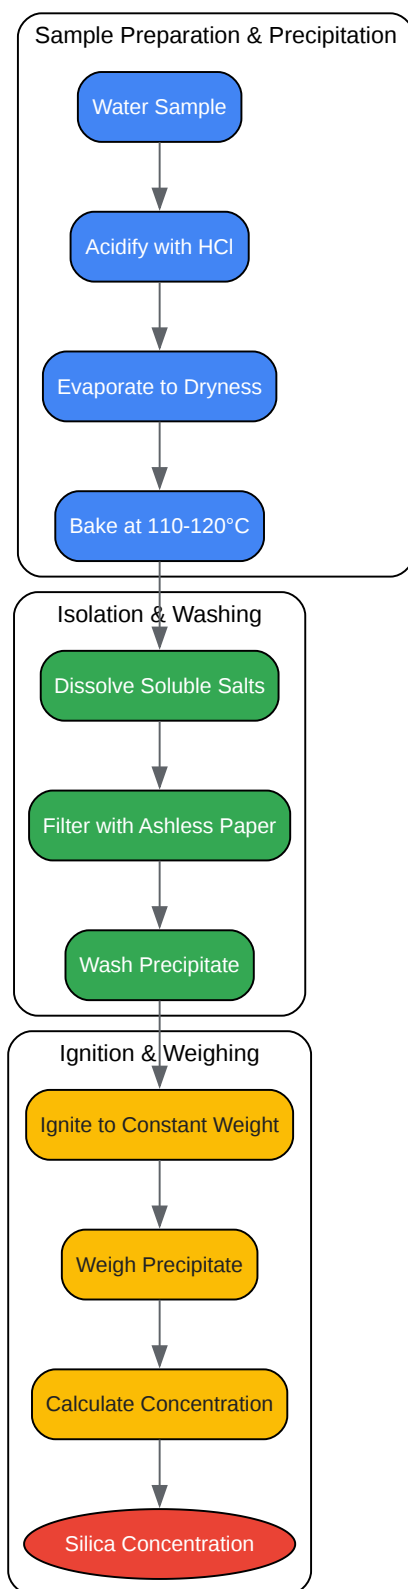 Sample Preparation & Precipitation
Water Sample
Acidify with HCl
Evaporate to Dryness
Bake at 110-120°C
Isolation & Washing
Dissolve Soluble Salts
Filter with Ashless Paper
Wash Precipitate
Ignition & Weighing
Ignite to Constant Weight
Weigh Precipitate
Calculate Concentration
Silica Concentration